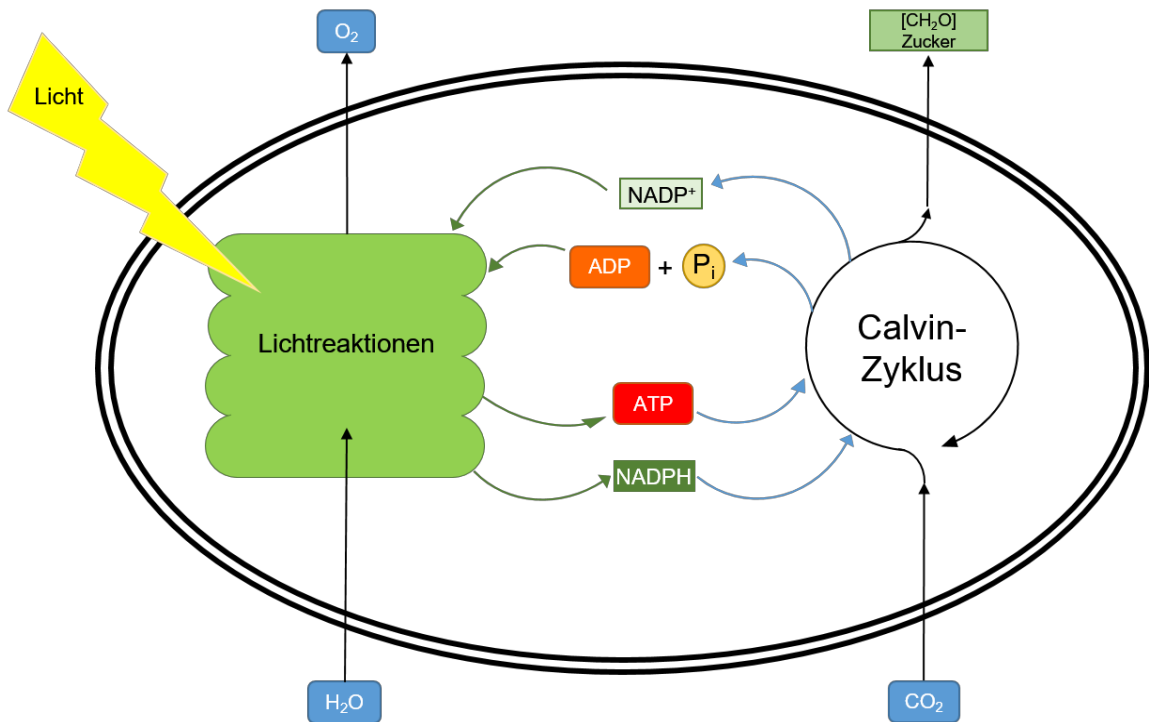 O₂
[CH₂O]
Zucker
Licht
NADP⁺
ADP + Pᵢ
Lichtreaktionen
Calvin-
Zyklus
ATP
NADPH
H₂O
CO₂